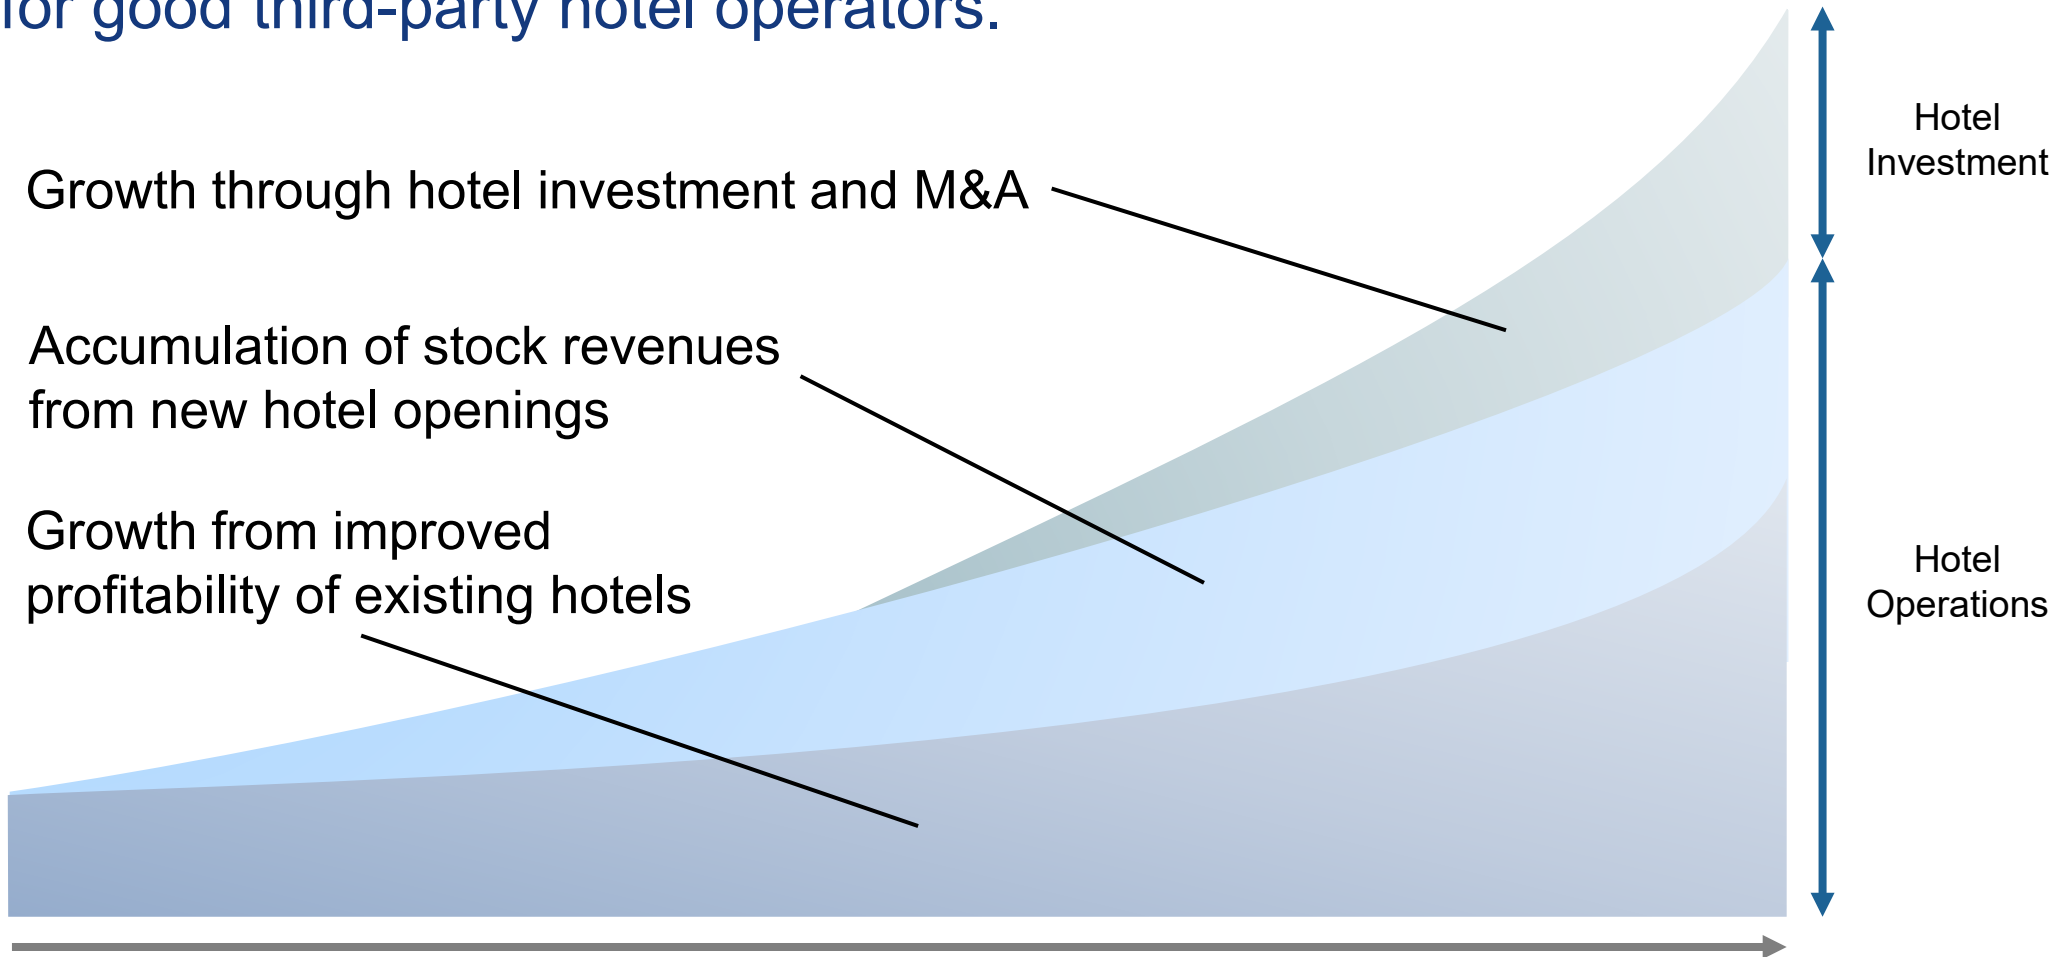 for good third-party hotel operators.
Growth through hotel investment and M&A
Accumulation of stock revenues
from new hotel openings
Growth from improved
profitability of existing hotels
Hotel
Investment
Hotel
Operations